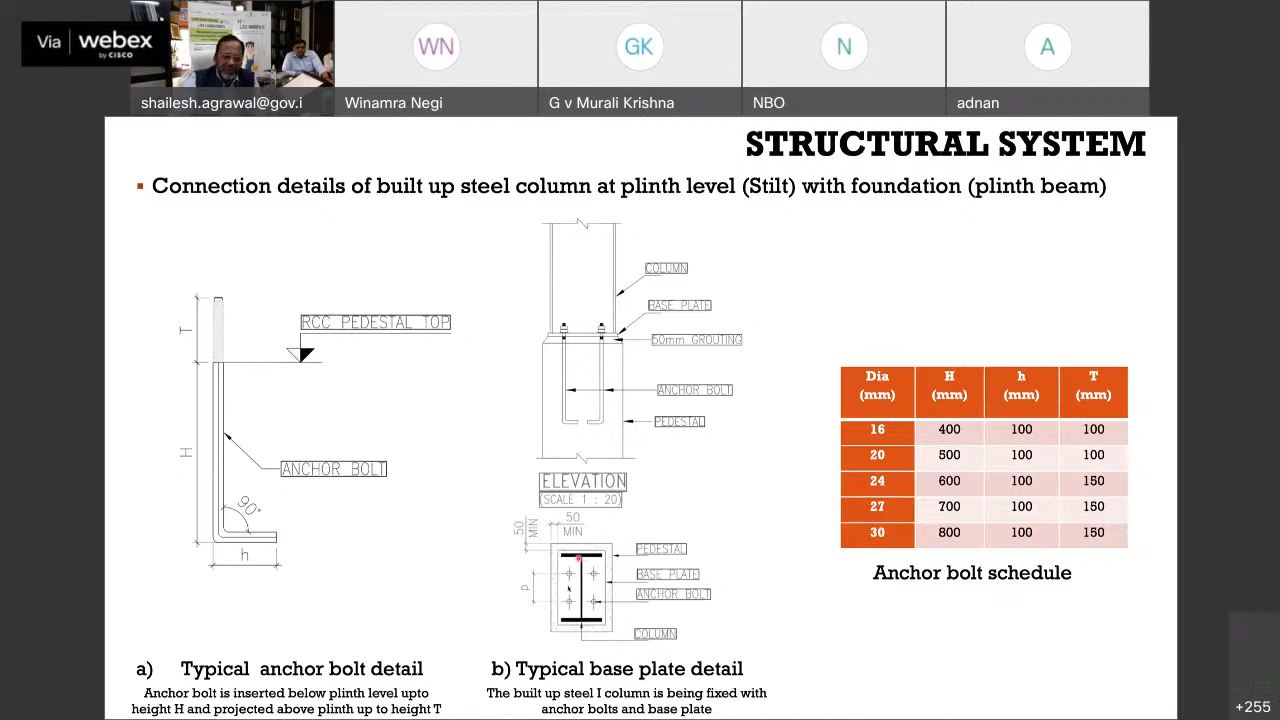 Via webex
by CISCO
WN
GK
N
A
shailesh.agrawal@gov.i
Winamra Negi
G v Murali Krishna
NBO
adnan
STRUCTURAL SYSTEM
▪ Connection details of built up steel column at plinth level (Stilt) with foundation (plinth beam)
T
RCC PEDESTAL TOP
H
ANCHOR BOLT
90°
h
COLUMN
BASE PLATE
50mm GROUTING
ANCHOR BOLT
PEDESTAL
ELEVATION
(SCALE 1 : 20)
50 MIN
50
MIN
PEDESTAL
BASE PLATE
ANCHOR BOLT
COLUMN
Dia (mm) H (mm) h (mm) T (mm)
16 400 100 100
20 500 100 100
24 600 100 150
27 700 100 150
30 800 100 150
Anchor bolt schedule
a) Typical anchor bolt detail
Anchor bolt is inserted below plinth level upto
height H and projected above plinth up to height T
b) Typical base plate detail
The built up steel I column is being fixed with
anchor bolts and base plate
+255